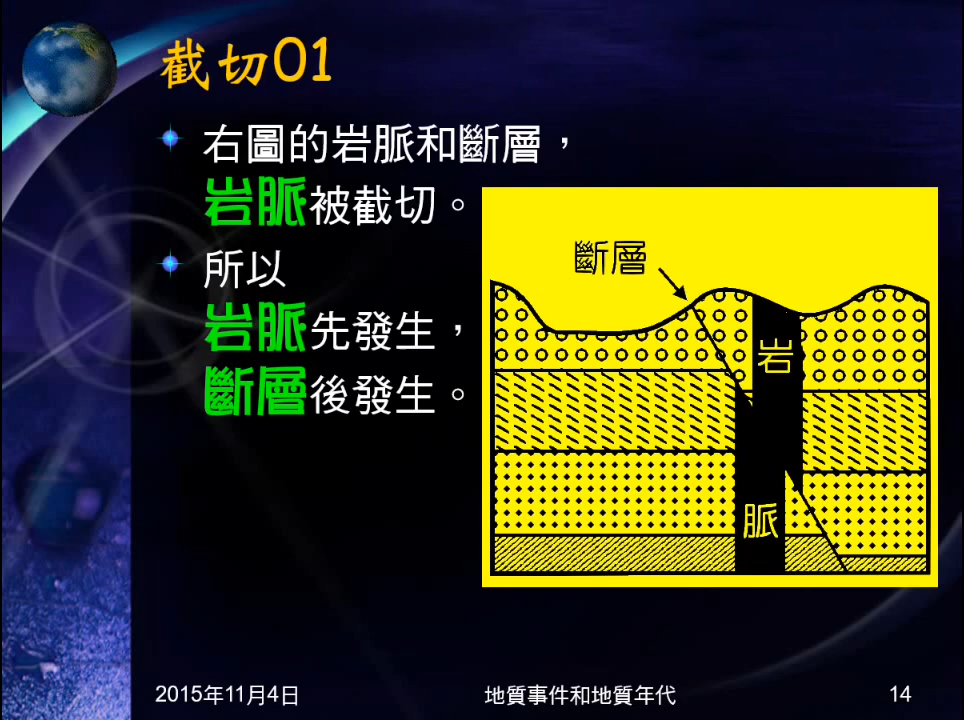 截切01
右圖的岩脈和斷層，
岩脈被截切。
所以
岩脈先發生，
斷層後發生。
斷層
岩
脈
2015年11月4日
地質事件和地質年代
14